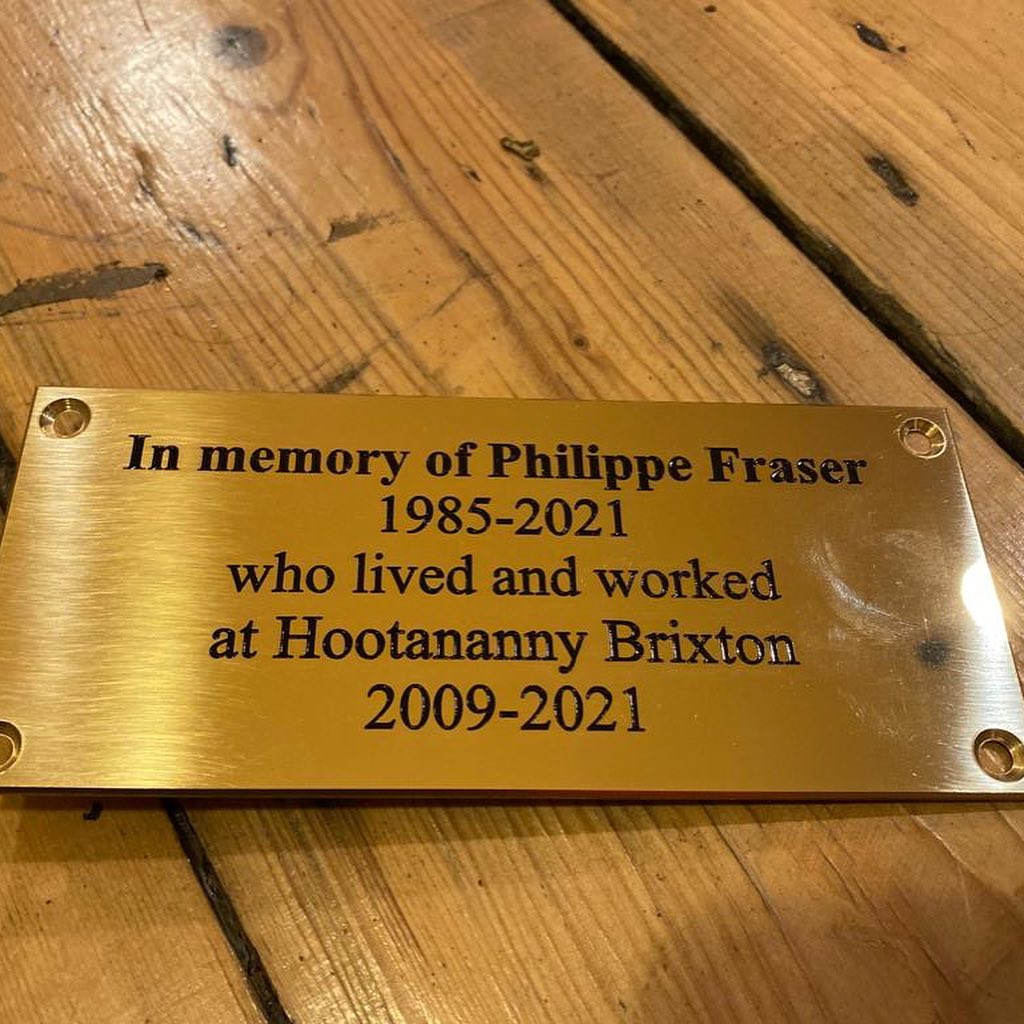 In memory of Philippe Fraser
1985-2021
who lived and worked
at Hootananny Brixton
2009-2021